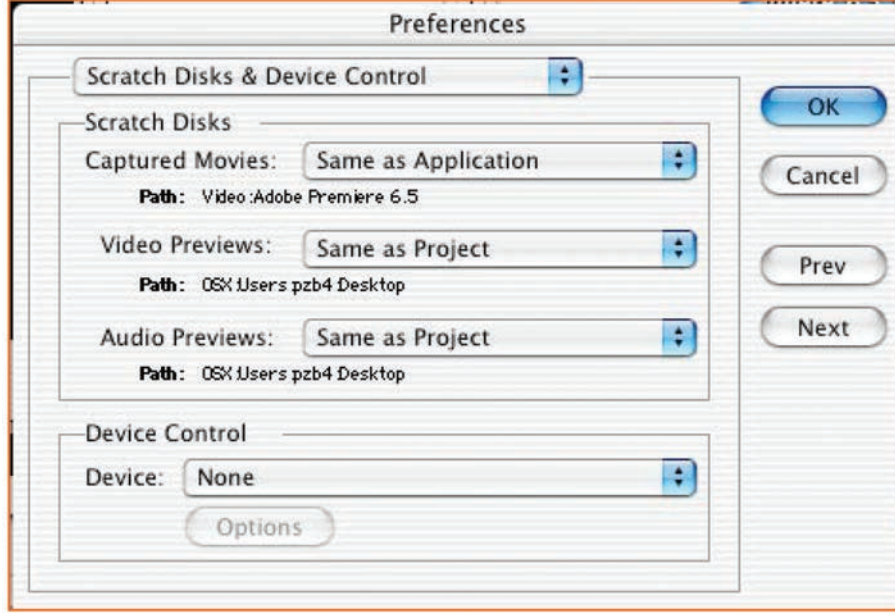 Preferences
Scratch Disks & Device Control
OK
Scratch Disks
Captured Movies: Same as Application
Cancel
Path: Video:Adobe Premiere 6.5
Video Previews: Same as Project
Prev
Path: OSX:Users:pzb4:Desktop
Next
Audio Previews: Same as Project
Path: OSX:Users:pzb4:Desktop
Device Control
Device: None
Options